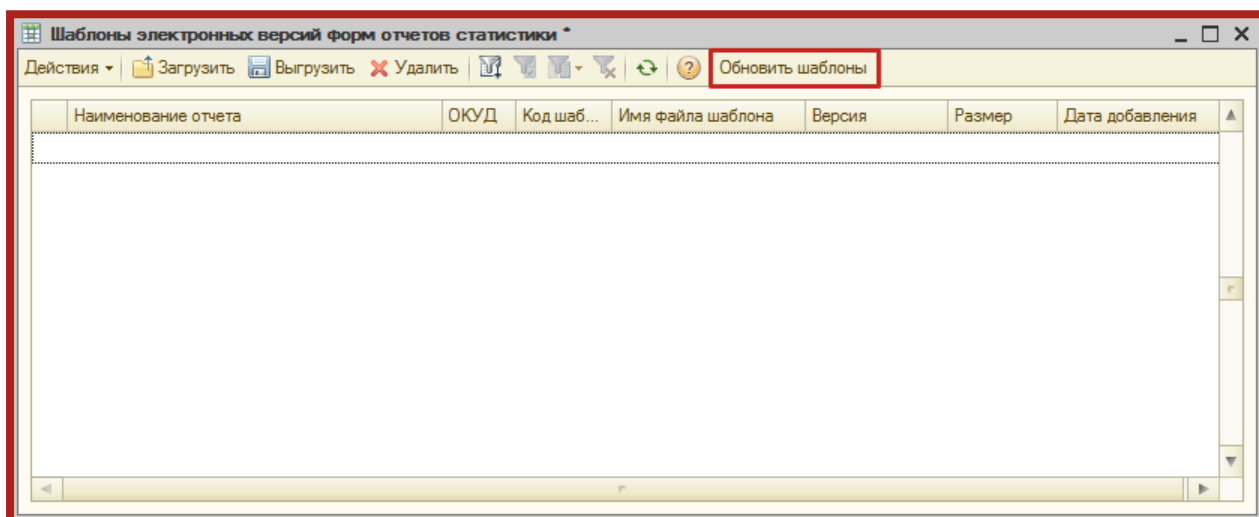 Шаблоны электронных версий форм отчетов статистики *
Действия Загрузить Выгрузить Удалить ? Обновить шаблоны
Наименование отчета ОКУД Код шаб... Имя файла шаблона Версия Размер Дата добавления